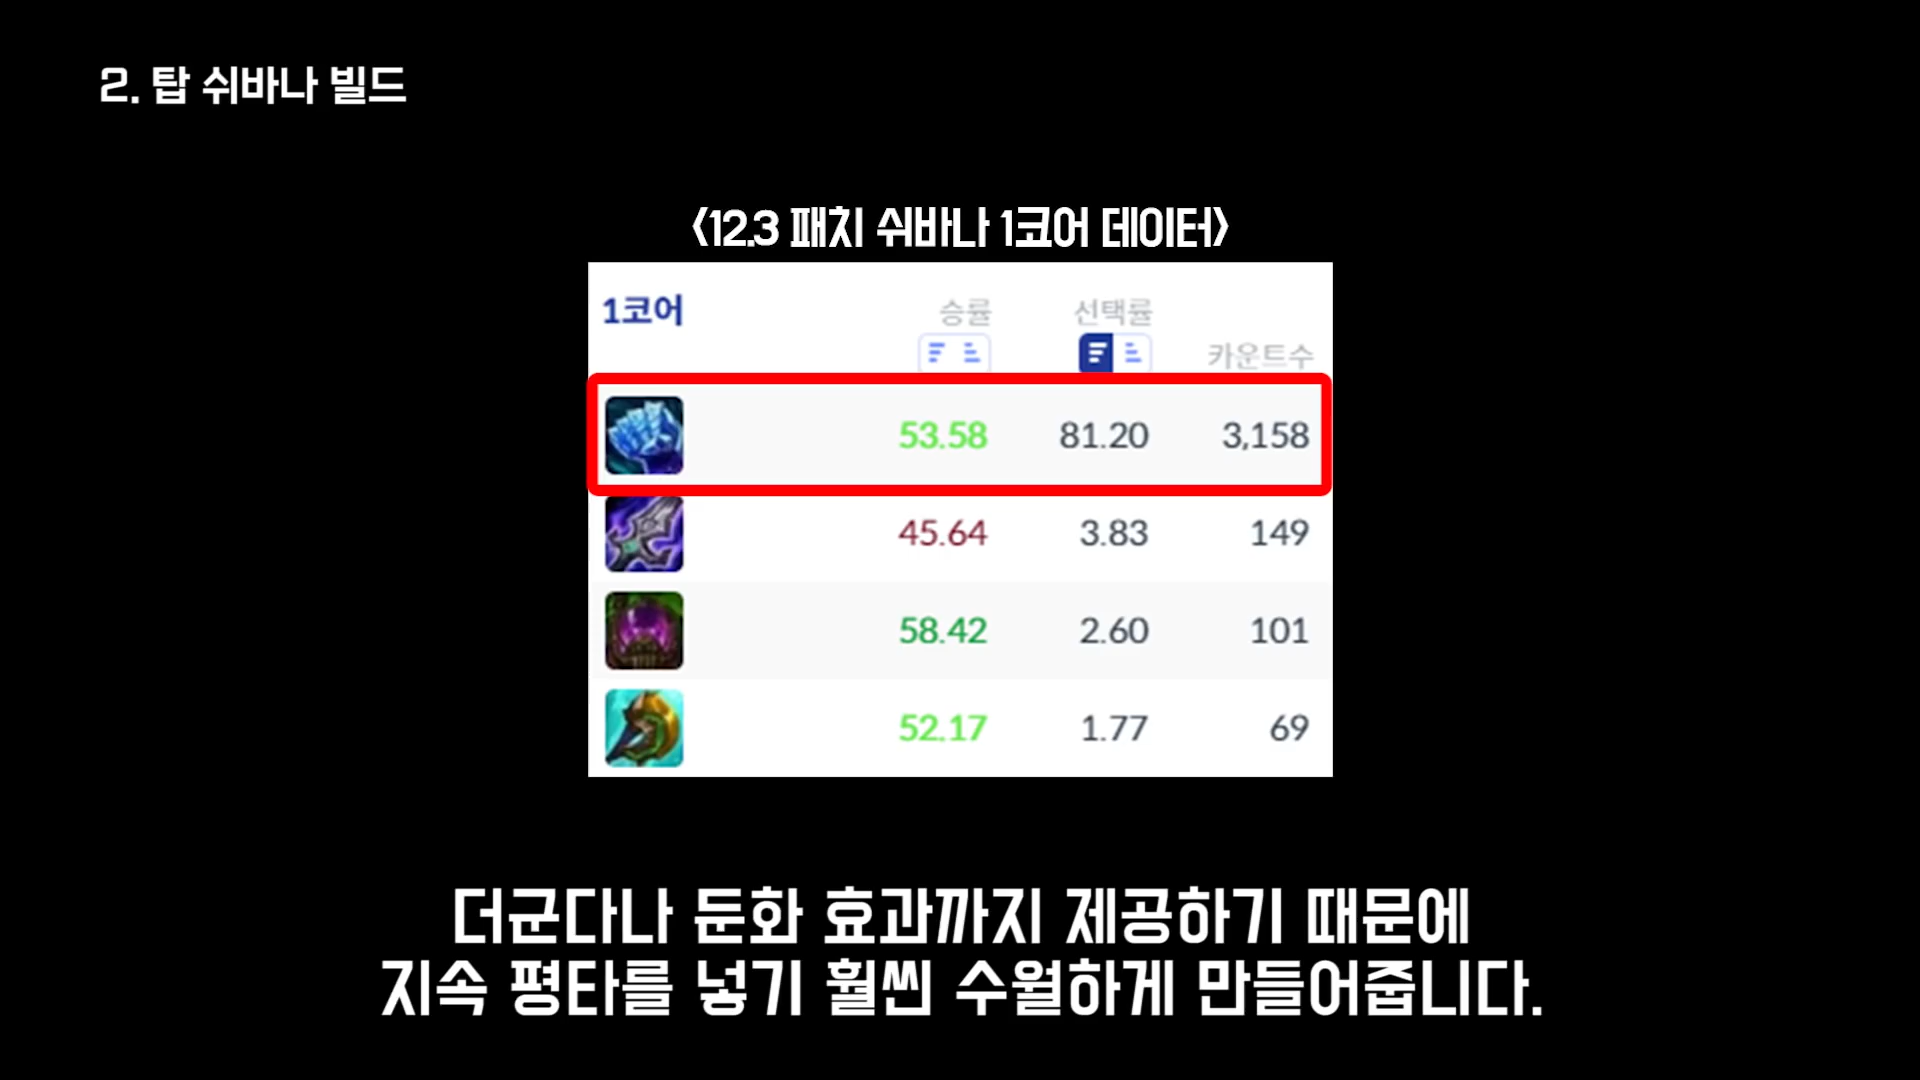 2. 탑 쉬바나 빌드
<12.3 패치 쉬바나 1코어 데이터>
1코어 승률 선택률 카운트수
53.58 81.20 3,158
45.64 3.83 149
58.42 2.60 101
52.17 1.77 69
더군다나 둔화 효과까지 제공하기 때문에
지속 평타를 넣기 훨씬 수월하게 만들어줍니다.